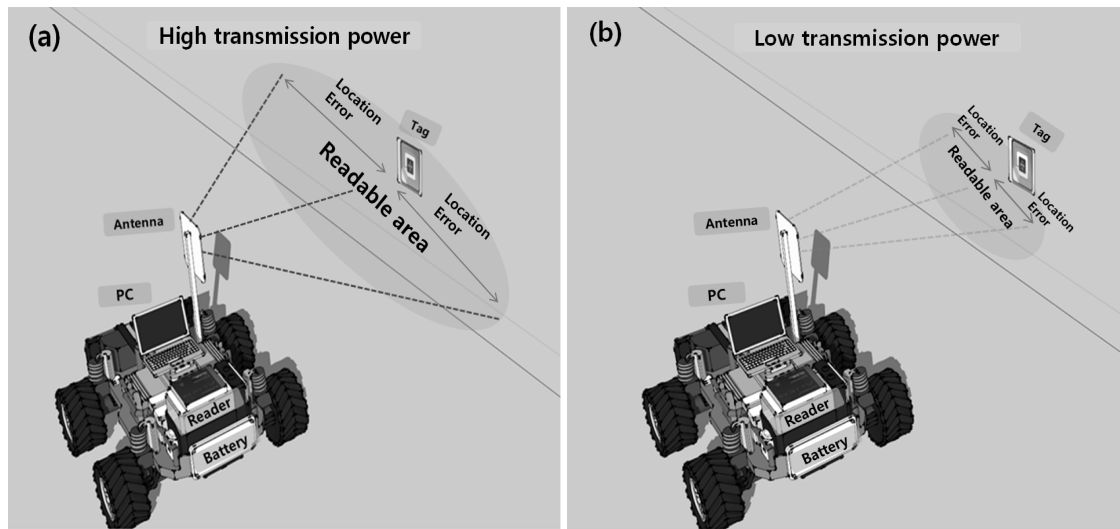 (a)
High transmission power
Location
Error
Tag
Readable area
Location
Error
Antenna
PC
Reader
Battery
(b)
Low transmission power
Location
Error
Tag
Readable area
Location
Error
Antenna
PC
Reader
Battery